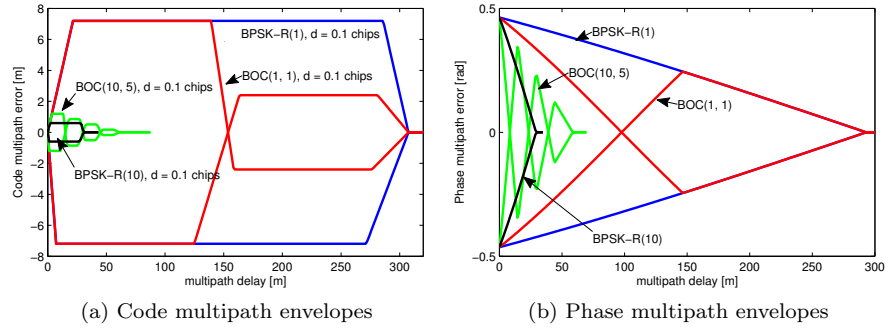 8
6
4
2
0
−2
−4
−6
−8
Code multipath error [m]
BPSK−R(1), d = 0.1 chips
BOC(1, 1), d = 0.1 chips
BOC(10, 5), d = 0.1 chips
BPSK−R(10), d = 0.1 chips
0 50 100 150 200 250 300
multipath delay [m]
(a) Code multipath envelopes
0.5
0
−0.5
Phase multipath error [rad]
BPSK−R(1)
BOC(10, 5)
BOC(1, 1)
BPSK−R(10)
0 50 100 150 200 250 300
multipath delay [m]
(b) Phase multipath envelopes